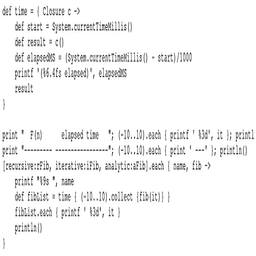 def time = { Closure c ->
    def start = System.currentTimeMillis()
    def result = c()
    def elapsedMS = (System.currentTimeMillis() - start)/1000
    printf '(%6.4fs elapsed)', elapsedMS
    result
}
print "  F(n)      elapsed time   "; (-10..10).each { printf ' %3d', it }; println
print "--------- -----------------"; (-10..10).each { print ' ---' }; println()
[recursive:rFib, iterative:iFib, analytic:aFib].each { name, fib ->
    printf "%9s ", name
    def fibList = time { (-10..10).collect {fib(it)} }
    fibList.each { printf ' %3d', it }
    println()
}